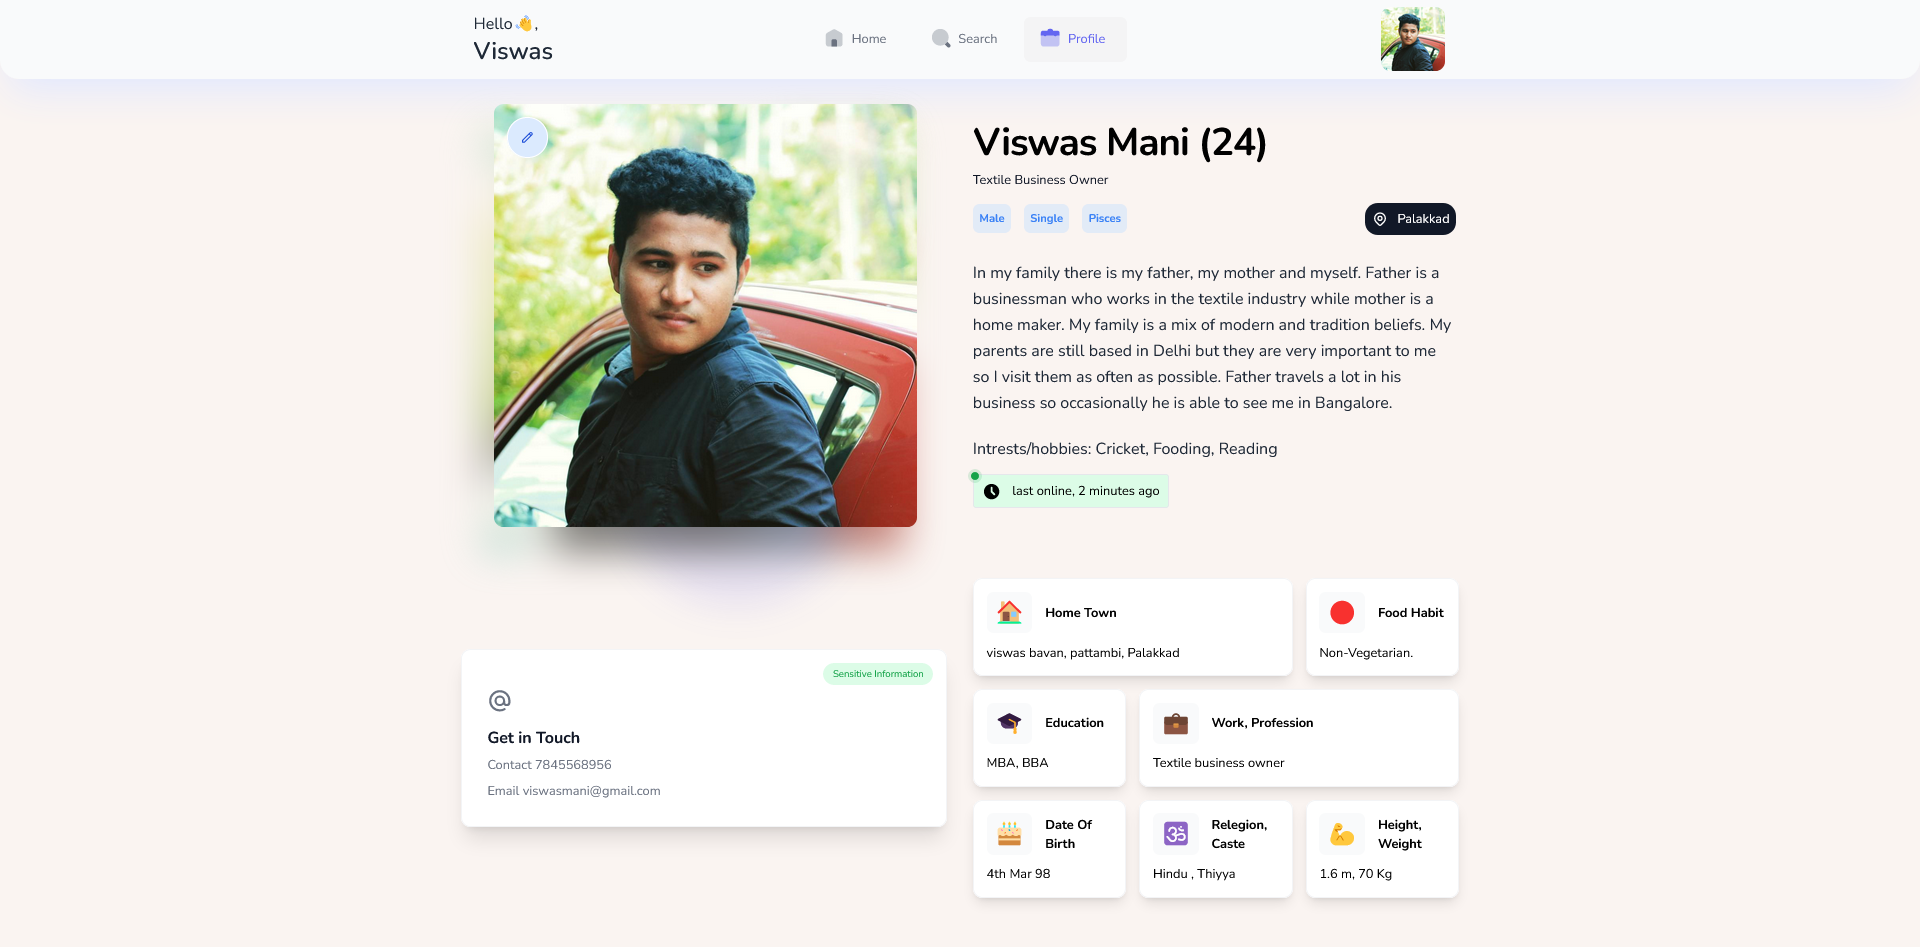 Hello👋,
Viswas
Home
Search
Profile
Viswas Mani (24)
Textile Business Owner
Male
Single
Pisces
Palakkad
In my family there is my father, my mother and myself. Father is a
businessman who works in the textile industry while mother is a
home maker. My family is a mix of modern and tradition beliefs. My
parents are still based in Delhi but they are very important to me
so I visit them as often as possible. Father travels a lot in his
business so occasionally he is able to see me in Bangalore.
Intrests/hobbies: Cricket, Fooding, Reading
last online, 2 minutes ago
Sensitive Information
Get in Touch
Contact 7845568956
Email viswasmani@gmail.com
Home Town
viswas bavan, pattambi, Palakkad
Food Habit
Non-Vegetarian.
Education
MBA, BBA
Work, Profession
Textile business owner
Date Of
Birth
4th Mar 98
Relegion,
Caste
Hindu , Thiyya
Height,
Weight
1.6 m, 70 Kg